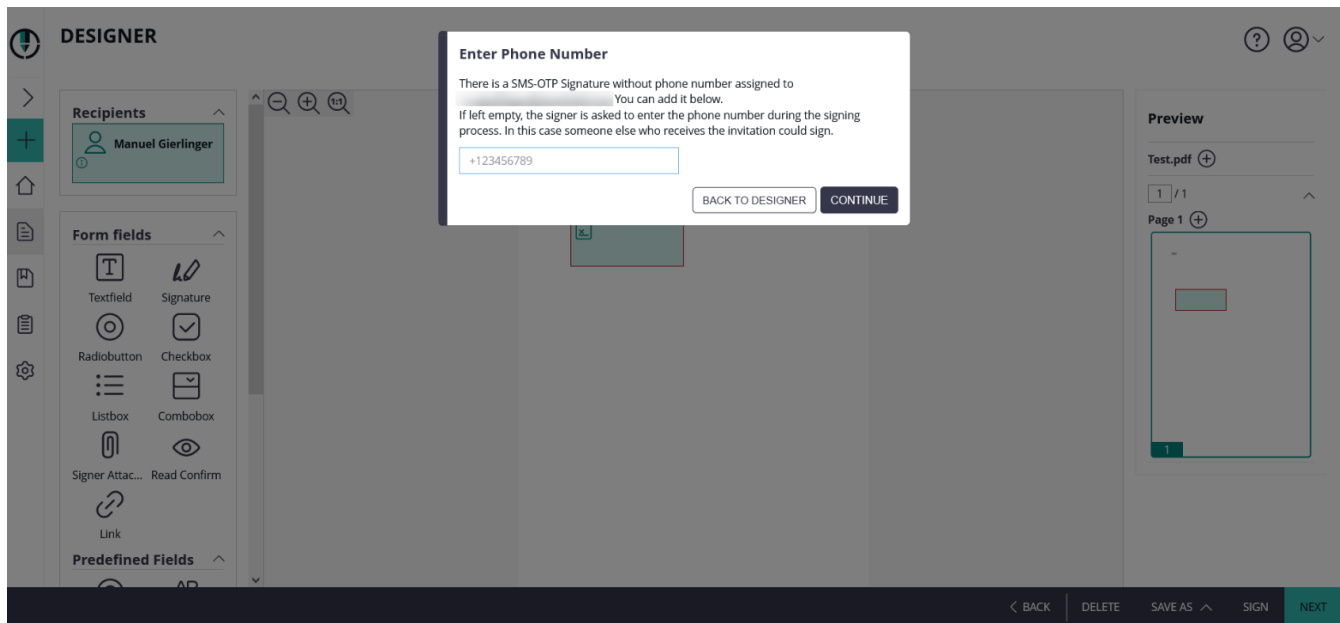 DESIGNER
Enter Phone Number
There is a SMS-OTP Signature without phone number assigned to
You can add it below.
If left empty, the signer is asked to enter the phone number during the signing
process. In this case someone else who receives the invitation could sign.
+123456789
BACK TO DESIGNER
CONTINUE
Recipients
Manuel Gierlinger
1:1
Form fields
Textfield
Signature
Radiobutton
Checkbox
Listbox
Combobox
Signer Attac...
Read Confirm
Link
Predefined Fields
Preview
Test.pdf
1 / 1
Page 1
1
< BACK
DELETE
SAVE AS
SIGN
NEXT